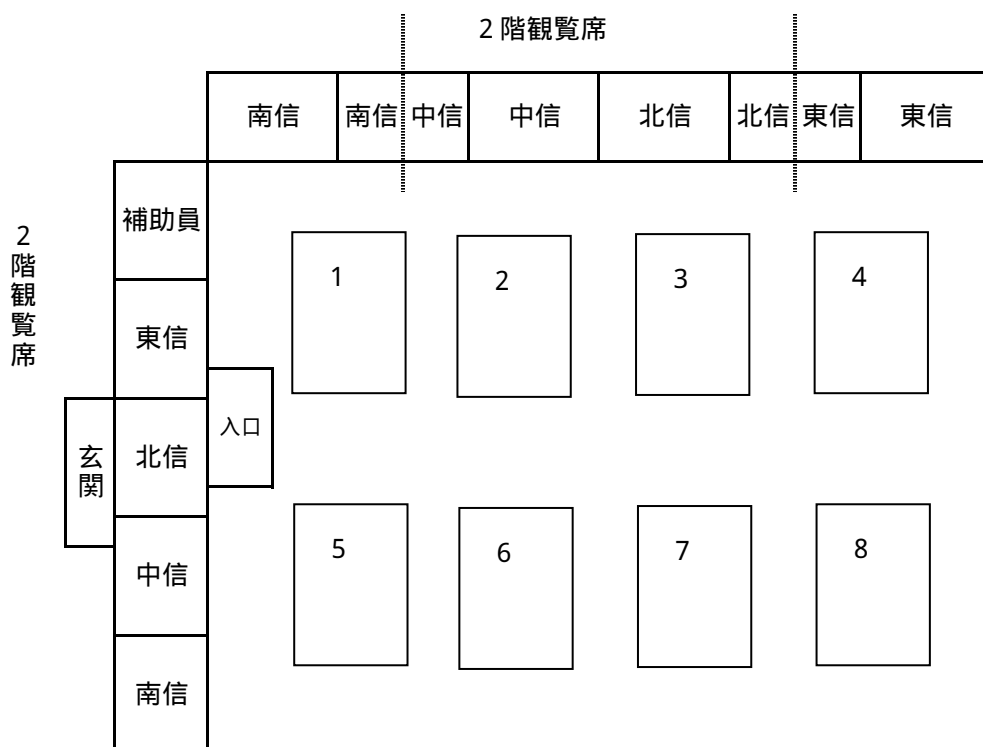 2 階観覧席
南信 南信 中信 中信 北信 北信 東信 東信
2階観覧席
補助員
東信
北信
中信
南信
玄関
入口
1 2 3 4
5 6 7 8